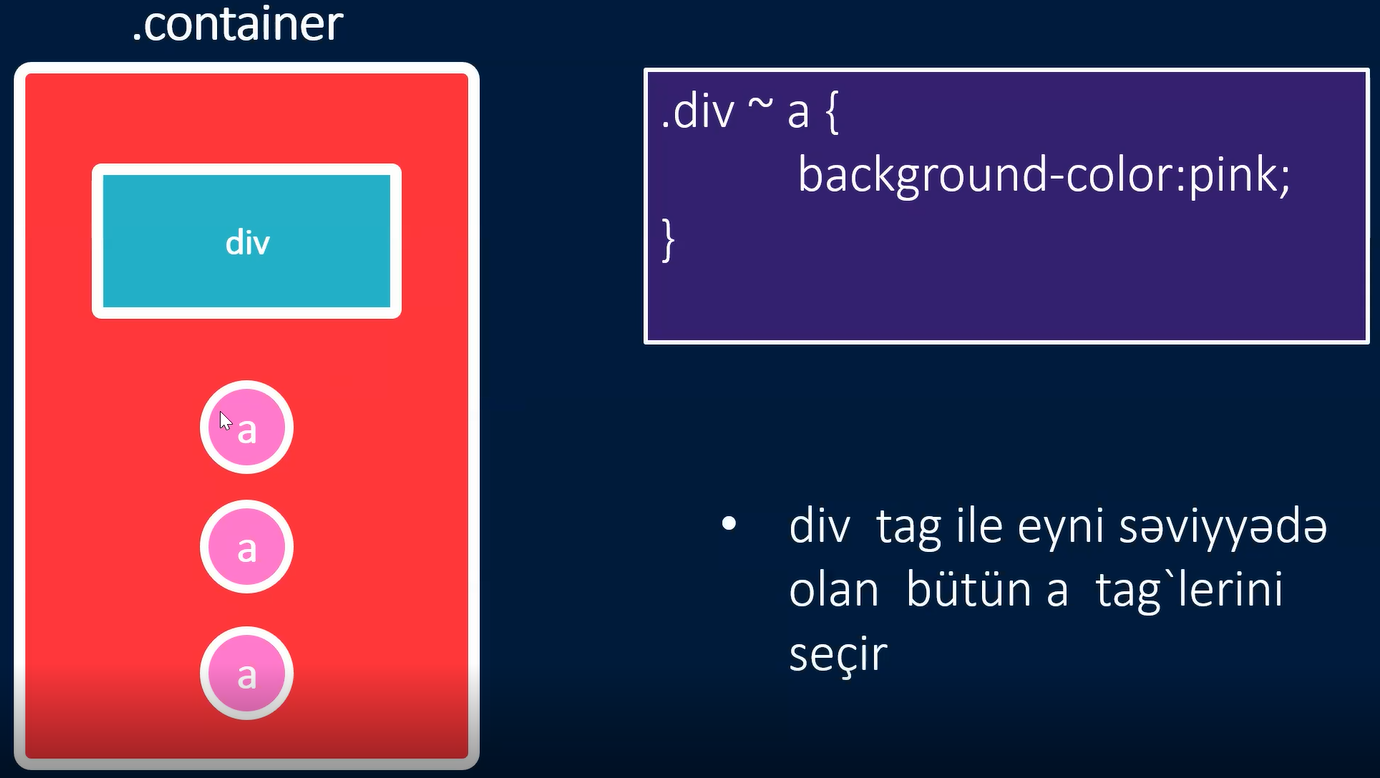 .container
div
a
a
a
.div ~ a {
background-color:pink;
}
• div tag ile eyni səviyyədə
olan bütün a tag`lerini
seçir